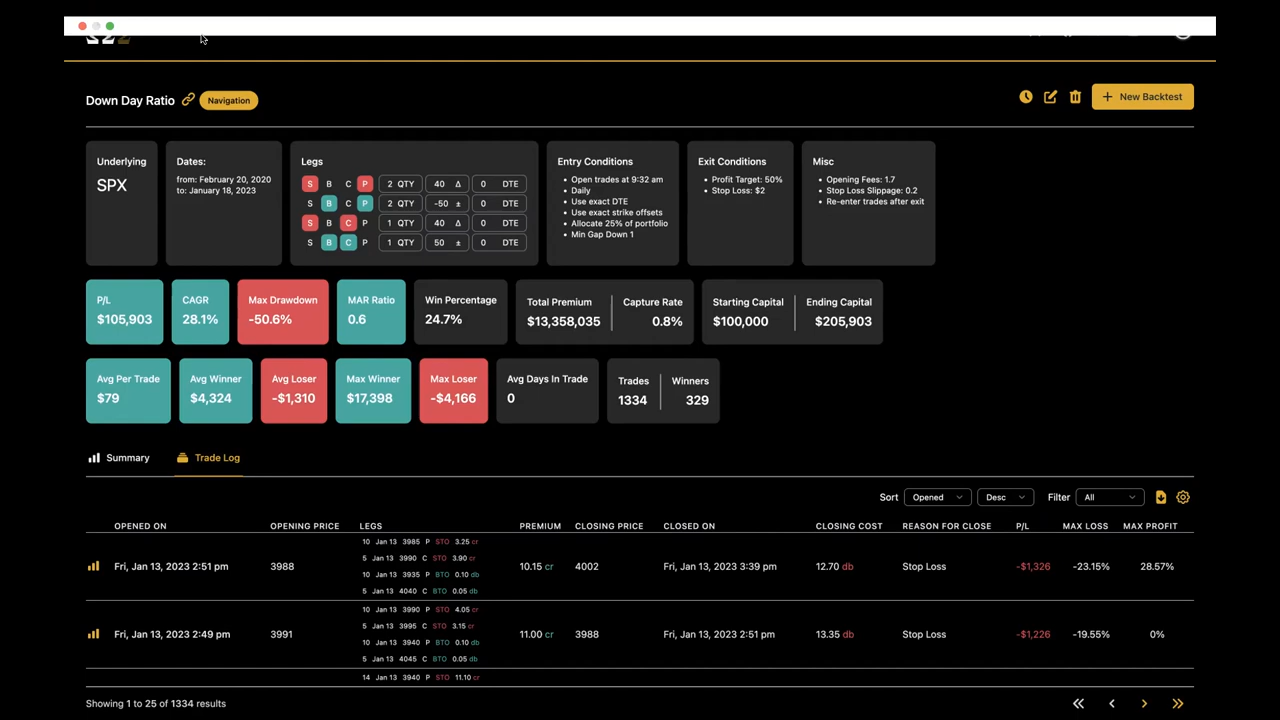 Down Day Ratio Navigation New Backtest
Underlying
SPX
Dates:
from: February 20, 2020
to: January 18, 2023
Legs
S B C P 2 QTY 40 Δ 0 DTE
S B C P 2 QTY -50 ± 0 DTE
S B C P 1 QTY 40 Δ 0 DTE
S B C P 1 QTY 50 ± 0 DTE
Entry Conditions
• Open trades at 9:32 am
• Daily
• Use exact DTE
• Use exact strike offsets
• Allocate 25% of portfolio
• Min Gap Down 1
Exit Conditions
• Profit Target: 50%
• Stop Loss: $2
Misc
• Opening Fees: 1.7
• Stop Loss Slippage: 0.2
• Re-enter trades after exit
P/L
$105,903
CAGR
28.1%
Max Drawdown
-50.6%
MAR Ratio
0.6
Win Percentage
24.7%
Total Premium
$13,358,035
Capture Rate
0.8%
Starting Capital
$100,000
Ending Capital
$205,903
Avg Per Trade
$79
Avg Winner
$4,324
Avg Loser
-$1,310
Max Winner
$17,398
Max Loser
-$4,166
Avg Days In Trade
0
Trades
1334
Winners
329
Summary Trade Log
Sort Opened Desc Filter All
OPENED ON OPENING PRICE LEGS PREMIUM CLOSING PRICE CLOSED ON CLOSING COST REASON FOR CLOSE P/L MAX LOSS MAX PROFIT
10 Jan 13 3985 P STO 3.25 cr
5 Jan 13 3990 C STO 3.90 cr
Fri, Jan 13, 2023 2:51 pm 3988 10.15 cr 4002 Fri, Jan 13, 2023 3:39 pm 12.70 db Stop Loss -$1,326 -23.15% 28.57%
10 Jan 13 3935 P BTO 0.10 db
5 Jan 13 4040 C BTO 0.05 db
10 Jan 13 3990 P STO 4.05 cr
5 Jan 13 3995 C STO 3.15 cr
Fri, Jan 13, 2023 2:49 pm 3991 11.00 cr 3988 Fri, Jan 13, 2023 2:51 pm 13.35 db Stop Loss -$1,226 -19.55% 0%
10 Jan 13 3940 P BTO 0.10 db
5 Jan 13 4045 C BTO 0.05 db
14 Jan 13 3940 P STO 11.10 cr
Showing 1 to 25 of 1334 results